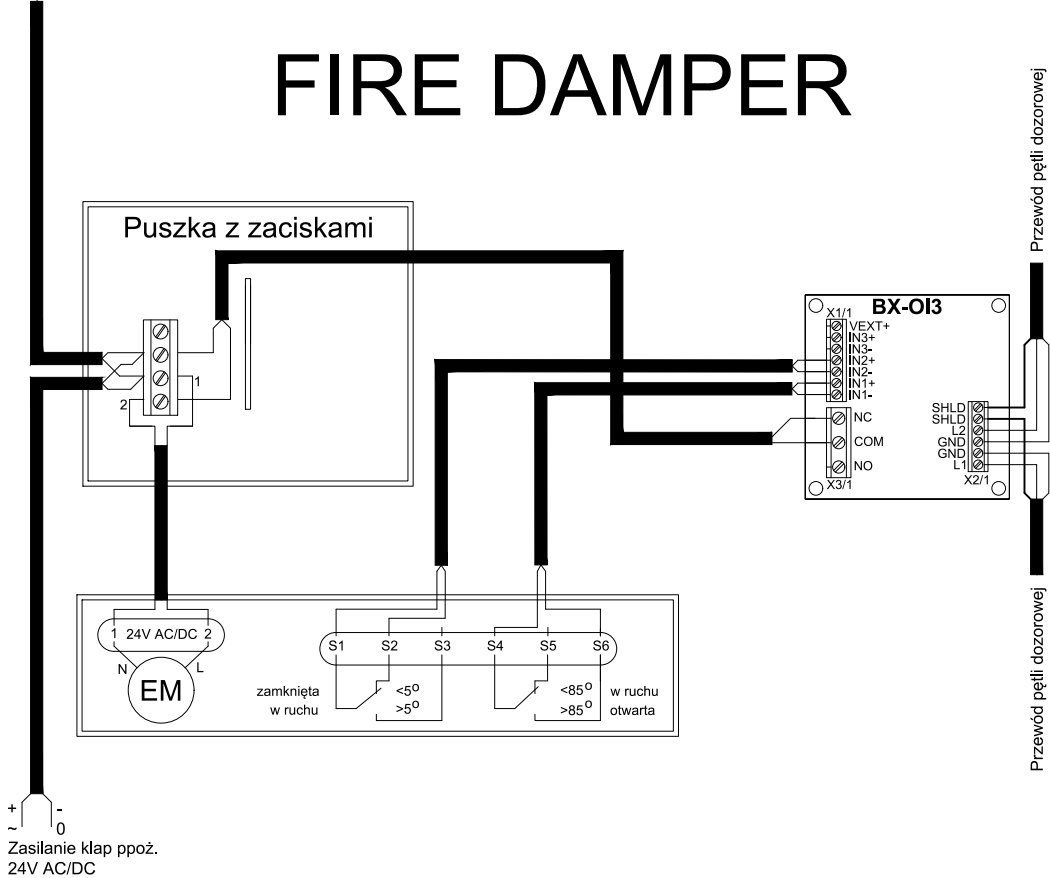 FIRE DAMPER
Przewód pętli dozorowej
Puszka z zaciskami
1
2
BX-OI3
X1/1
VEXT+
IN3+
IN3-
IN2+
IN2-
IN1+
IN1-
NC
COM
NO
X3/1
SHLD
SHLD
L2
GND
GND
L1
X2/1
Przewód pętli dozorowej
1 24V AC/DC 2
N L
EM
S1 S2 S3 S4 S5 S6
zamknięta <5° <85° w ruchu
w ruchu >5° >85° otwarta
+ -
~ 0
Zasilanie klap ppoż.
24V AC/DC